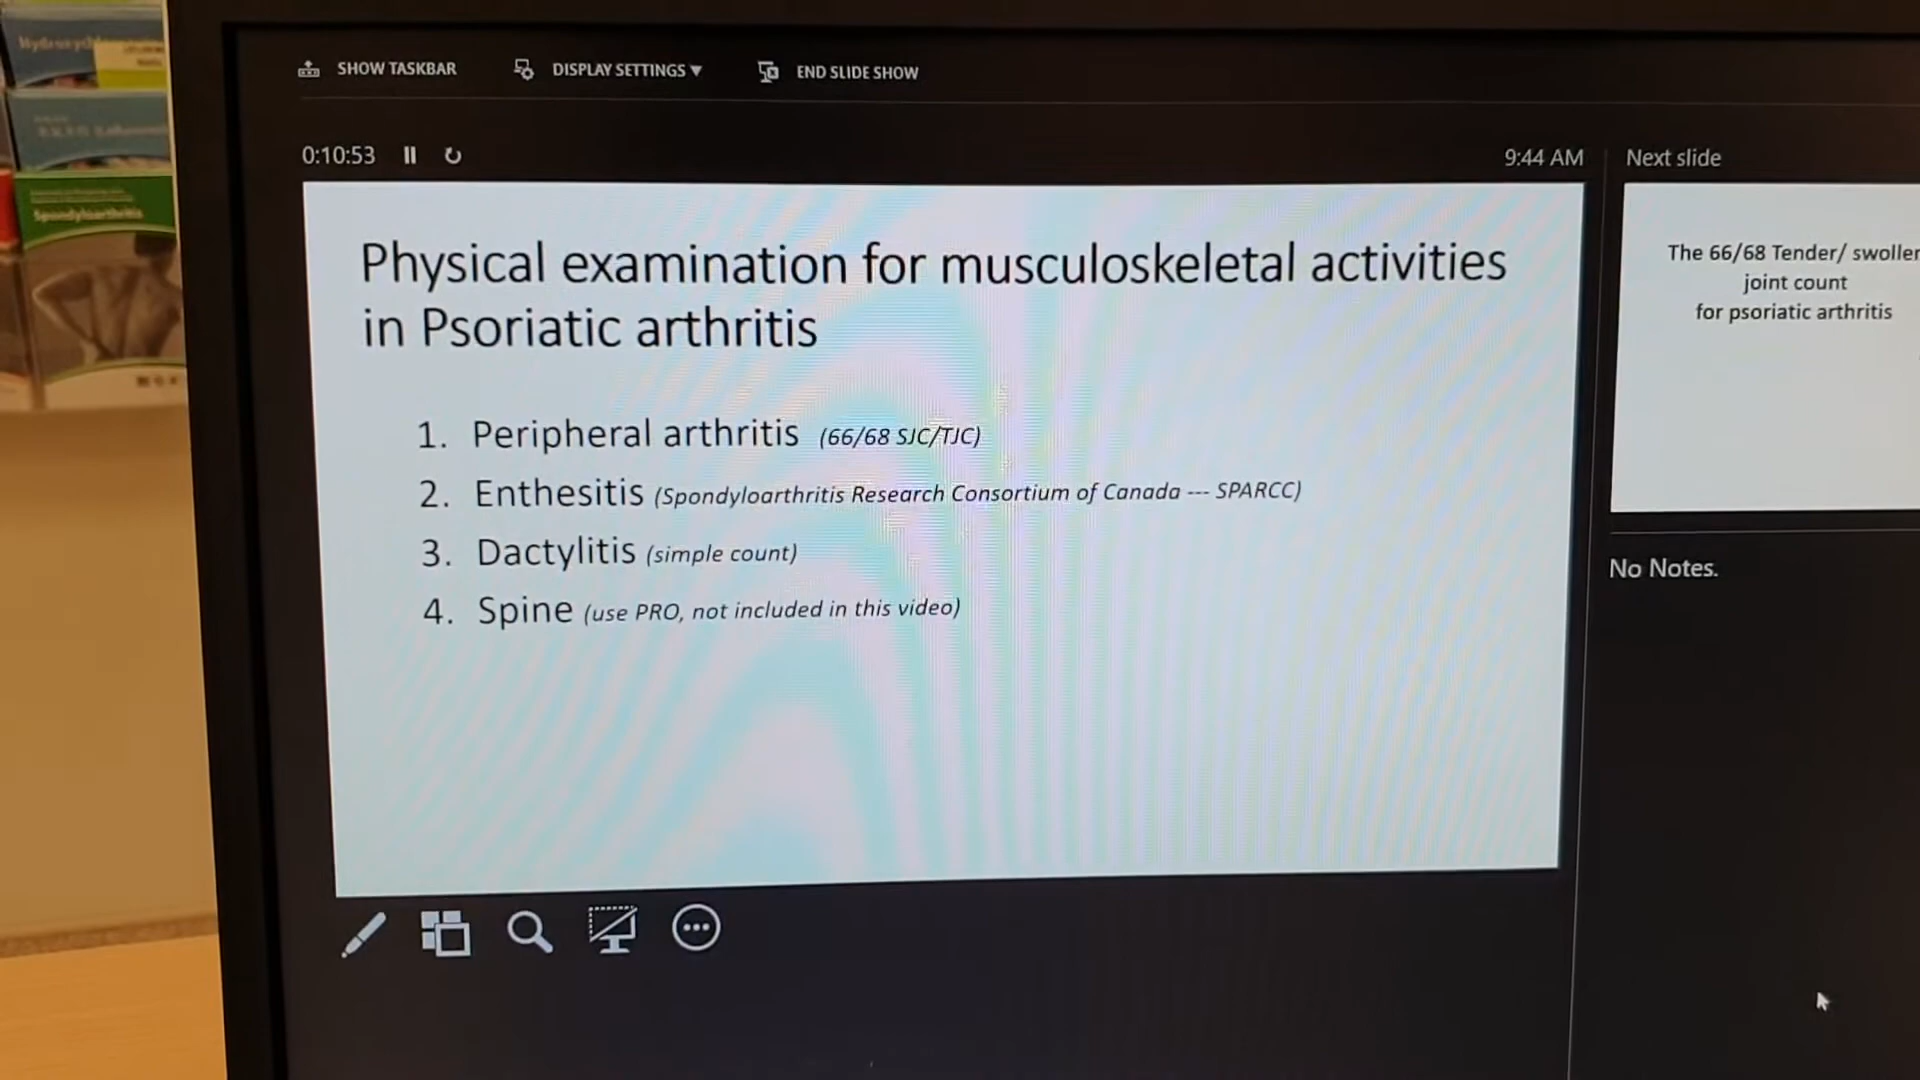 SHOW TASKBAR
DISPLAY SETTINGS ▼
END SLIDE SHOW
0:10:53
9:44 AM
Next slide
Physical examination for musculoskeletal activities
in Psoriatic arthritis
1. Peripheral arthritis (66/68 SJC/TJC)
2. Enthesitis (Spondyloarthritis Research Consortium of Canada --- SPARCC)
3. Dactylitis (simple count)
4. Spine (use PRO, not included in this video)
The 66/68 Tender/ swoller
joint count
for psoriatic arthritis
No Notes.
Spondyloarthritis